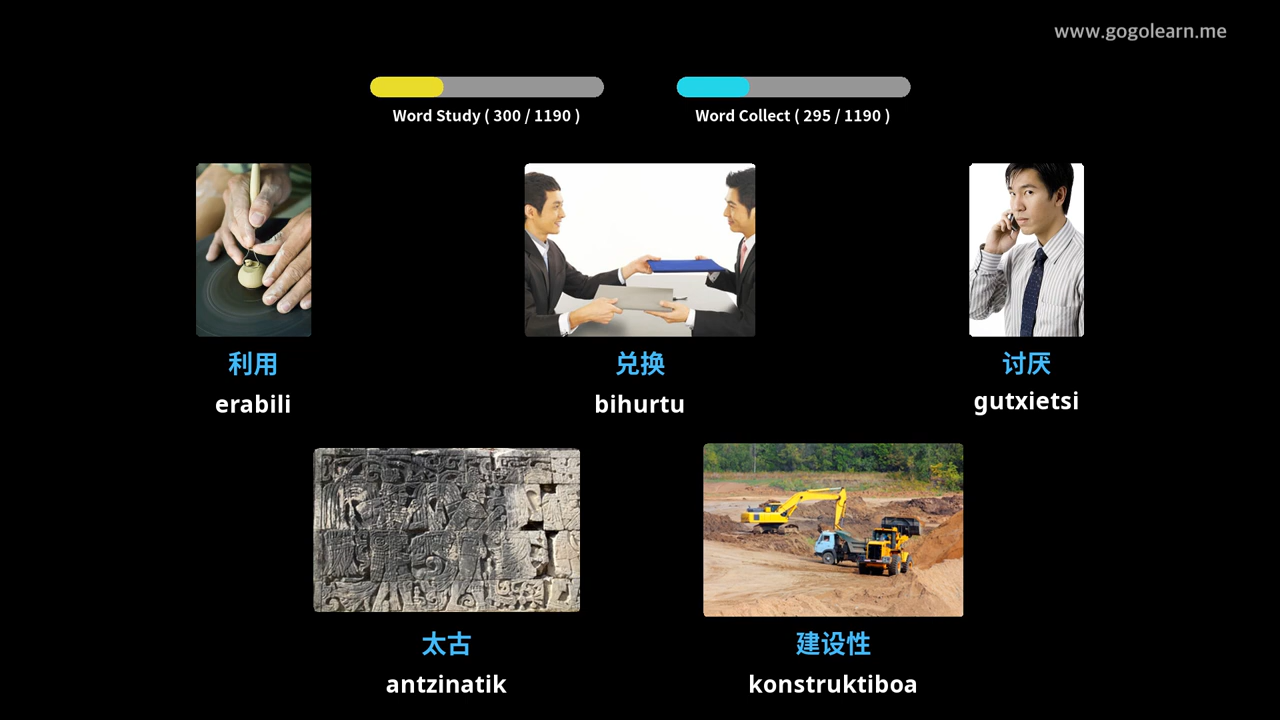 www.gogolearn.me
Word Study ( 300 / 1190 )
Word Collect ( 295 / 1190 )
利用
erabili
兑换
bihurtu
讨厌
gutxietsi
太古
antzinatik
建设性
konstruktiboa